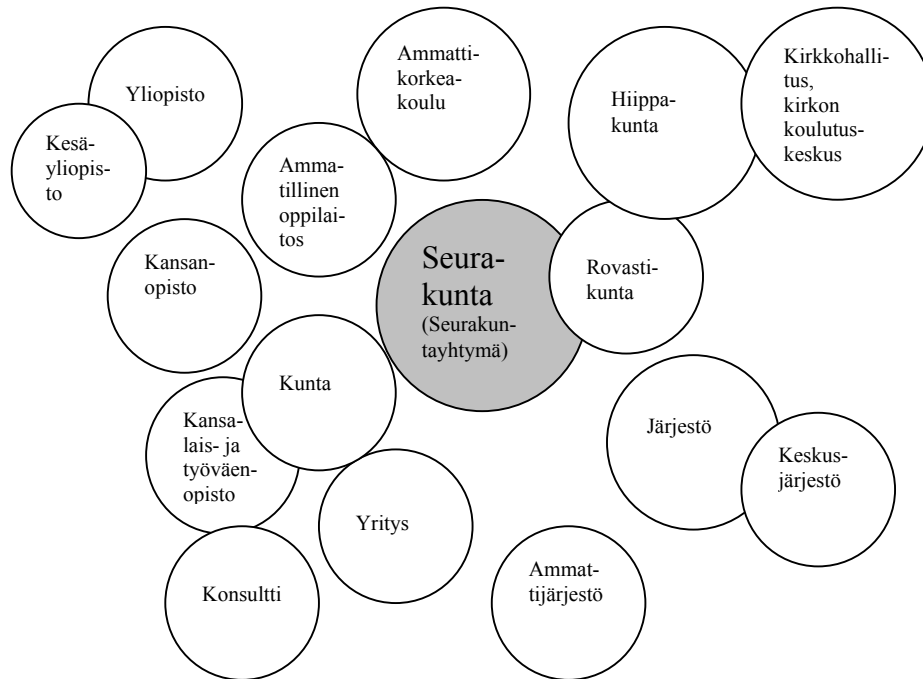 Yliopisto
Kesä-
yliopis-
to
Ammatti-
korkea-
koulu
Hiippa-
kunta
Kirkkohalli-
tus,
kirkon
koulutus-
keskus
Amma-
tillinen
oppilai-
tos
Kansan-
opisto
Seura-
kunta
(Seurakun-
tayhtymä)
Rovasti-
kunta
Kunta
Kansa-
lais- ja
työväen-
opisto
Järjestö
Keskus-
järjestö
Yritys
Konsultti
Ammat-
tijärjestö